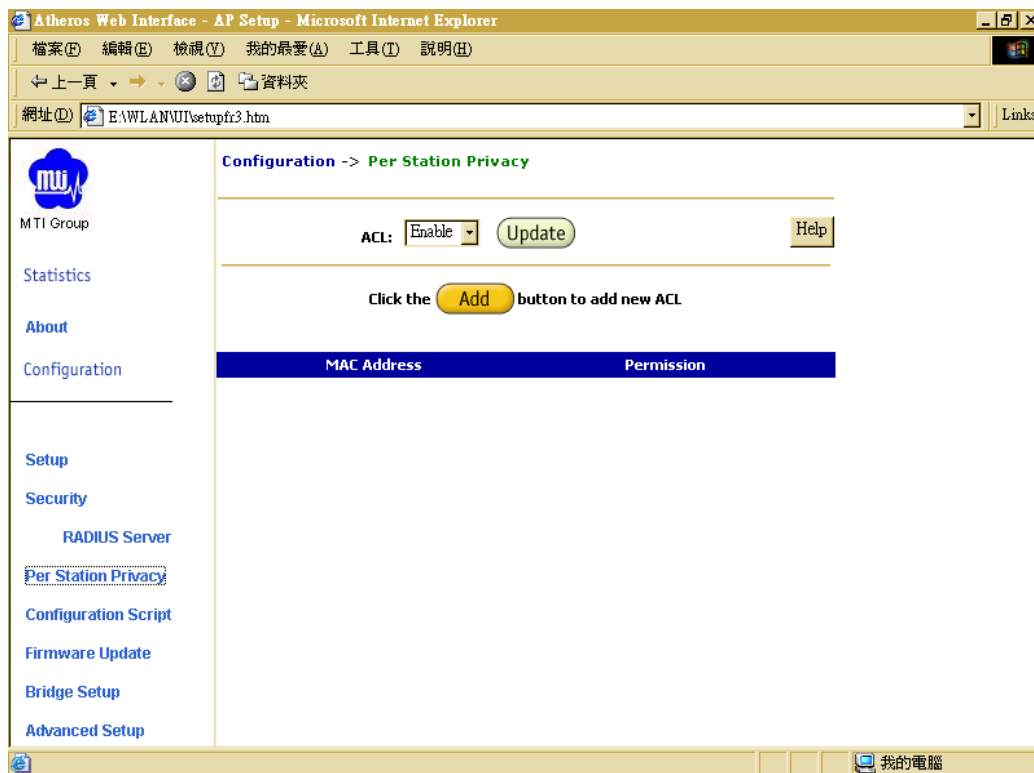 Atheros Web Interface - AP Setup - Microsoft Internet Explorer
檔案(F) 編輯(E) 檢視(V) 我的最愛(A) 工具(T) 說明(H)
上一頁 資料夾
網址(D) E:\WLAN\UI\setupfr3.htm Links
mti
MTI Group
Statistics
About
Configuration
Setup
Security
RADIUS Server
Per Station Privacy
Configuration Script
Firmware Update
Bridge Setup
Advanced Setup
Configuration -> Per Station Privacy
ACL: Enable Update Help
Click the Add button to add new ACL
MAC Address Permission
我的電腦